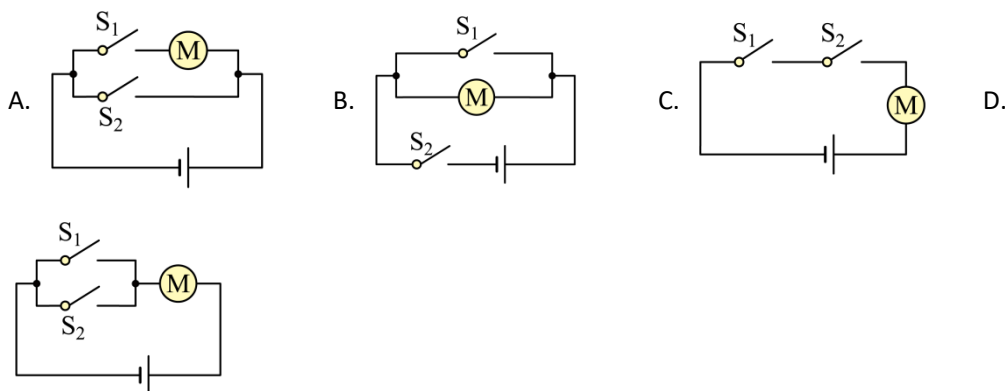 S₁ M
A. S₂
S₁
B. M
S₂
C. S₁ S₂
M
D.
S₁
M
S₂